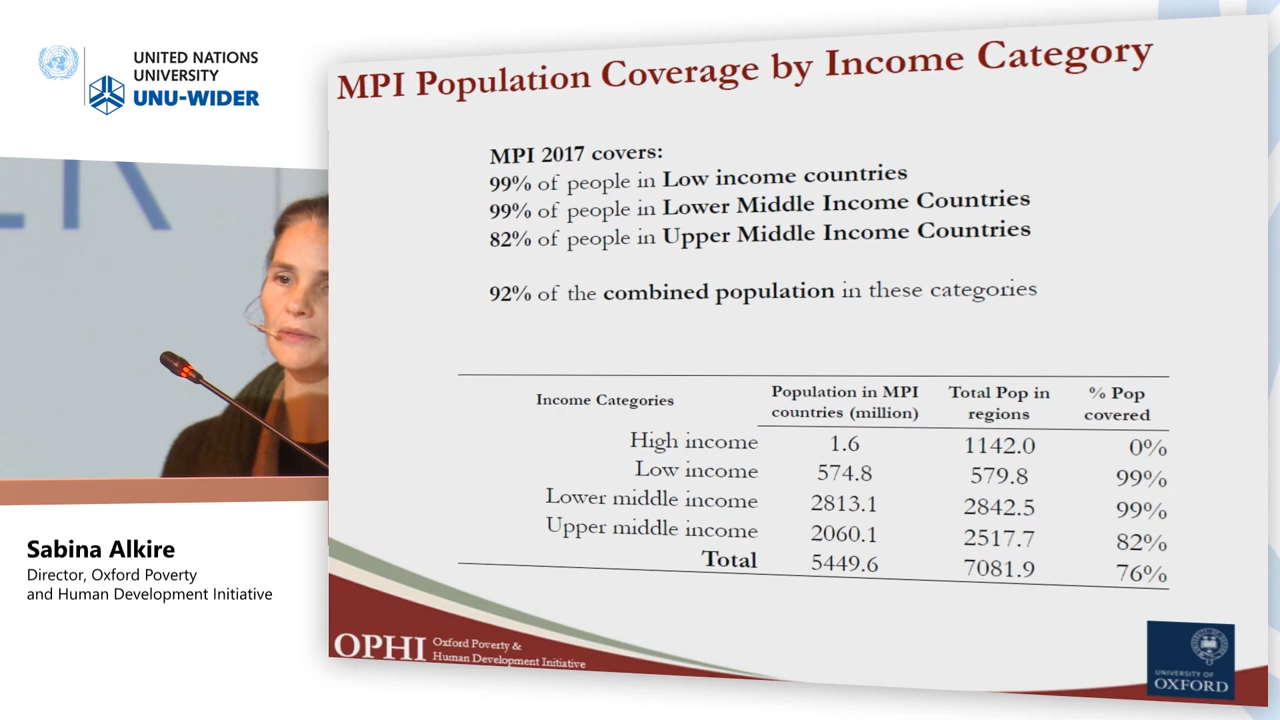 UNITED NATIONS
UNIVERSITY
UNU-WIDER
ER
Sabina Alkire
Director, Oxford Poverty
and Human Development Initiative
MPI Population Coverage by Income Category
MPI 2017 covers:
99% of people in Low income countries
99% of people in Lower Middle Income Countries
82% of people in Upper Middle Income Countries
92% of the combined population in these categories
Income Categories Population in MPI countries (million) Total Pop in regions % Pop covered
High income 1.6 1142.0 0%
Low income 574.8 579.8 99%
Lower middle income 2813.1 2842.5 99%
Upper middle income 2060.1 2517.7 82%
Total 5449.6 7081.9 76%
OPHI Oxford Poverty &
Human Development Initiative
UNIVERSITY OF
OXFORD